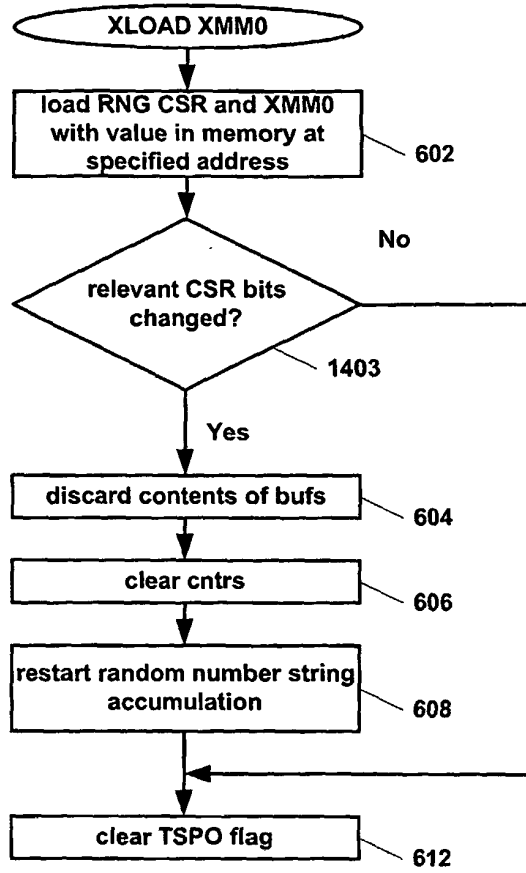 XLOAD XMM0
load RNG CSR and XMM0
with value in memory at
specified address
602
No
relevant CSR bits
changed?
1403
Yes
discard contents of bufs
604
clear cntrs
606
restart random number string
accumulation
608
clear TSPO flag
612